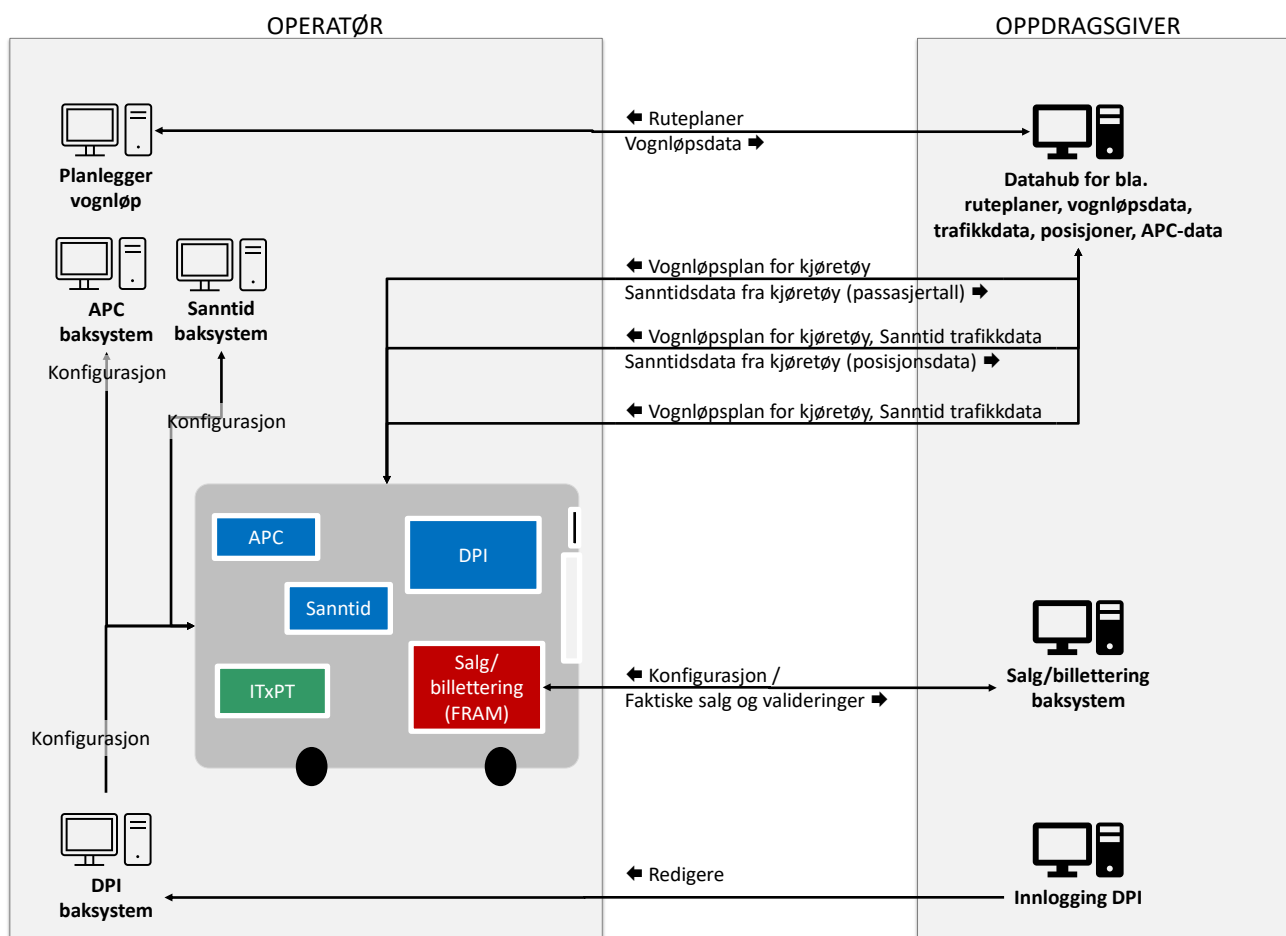 OPERATØR
OPPDRAGSGIVER
🠸 Ruteplaner
Vognløpsdata 🠺
Planlegger
vognløp
Datahub for bla.
ruteplaner, vognløpsdata,
trafikkdata, posisjoner, APC-data
APC
baksystem
Sanntid
baksystem
🠸 Vognløpsplan for kjøretøy
Sanntidsdata fra kjøretøy (passasjertall) 🠺
🠸 Vognløpsplan for kjøretøy, Sanntid trafikkdata
Sanntidsdata fra kjøretøy (posisjonsdata) 🠺
🠸 Vognløpsplan for kjøretøy, Sanntid trafikkdata
Konfigurasjon
Konfigurasjon
APC
DPI
Sanntid
ITxPT
Salg/
billettering
(FRAM)
🠸 Konfigurasjon /
Faktiske salg og valideringer 🠺
Salg/billettering
baksystem
Konfigurasjon
DPI
baksystem
🠸 Redigere
Innlogging DPI